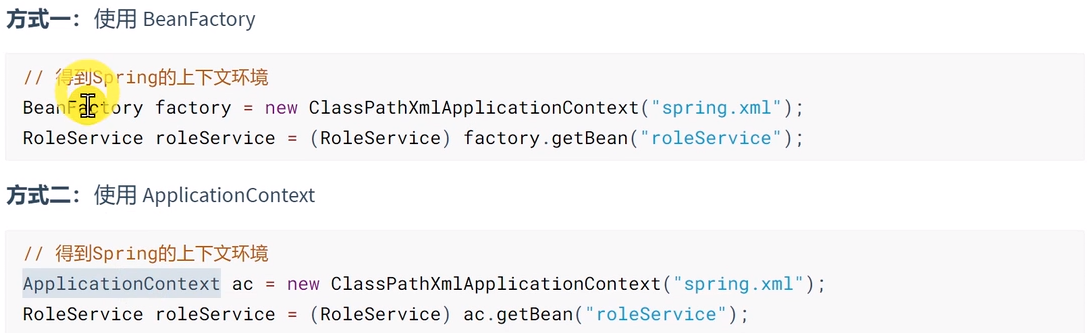 方式一：使用 BeanFactory
// 得到Spring的上下文环境
BeanFactory factory = new ClassPathXmlApplicationContext("spring.xml");
RoleService roleService = (RoleService) factory.getBean("roleService");
方式二：使用 ApplicationContext
// 得到Spring的上下文环境
ApplicationContext ac = new ClassPathXmlApplicationContext("spring.xml");
RoleService roleService = (RoleService) ac.getBean("roleService");